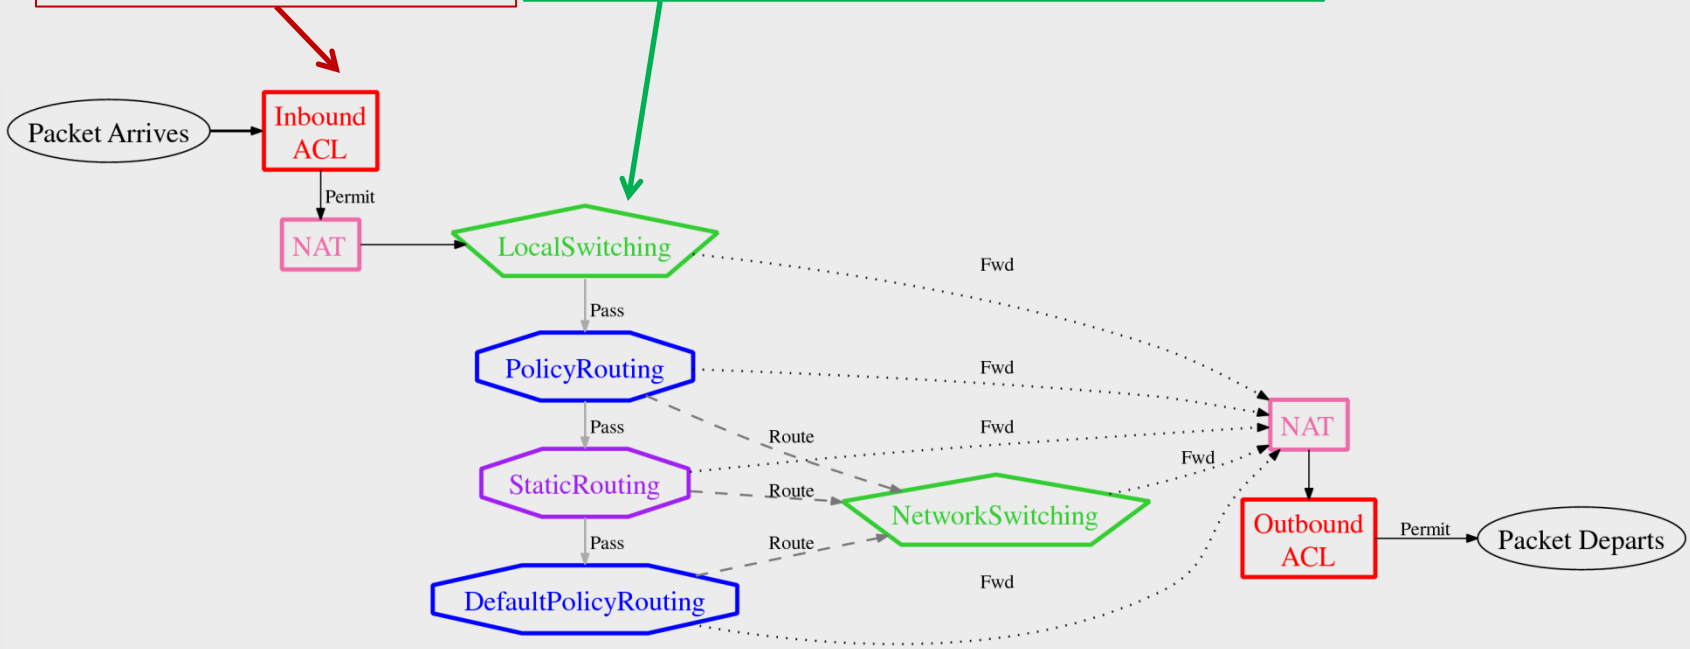 Packet Arrives
Inbound
ACL
Permit
NAT
LocalSwitching
Fwd
Pass
PolicyRouting
Fwd
Pass
Route
Fwd
StaticRouting
Route
Fwd
NAT
NetworkSwitching
Pass
Route
DefaultPolicyRouting
Fwd
Outbound
ACL
Permit
Packet Departs